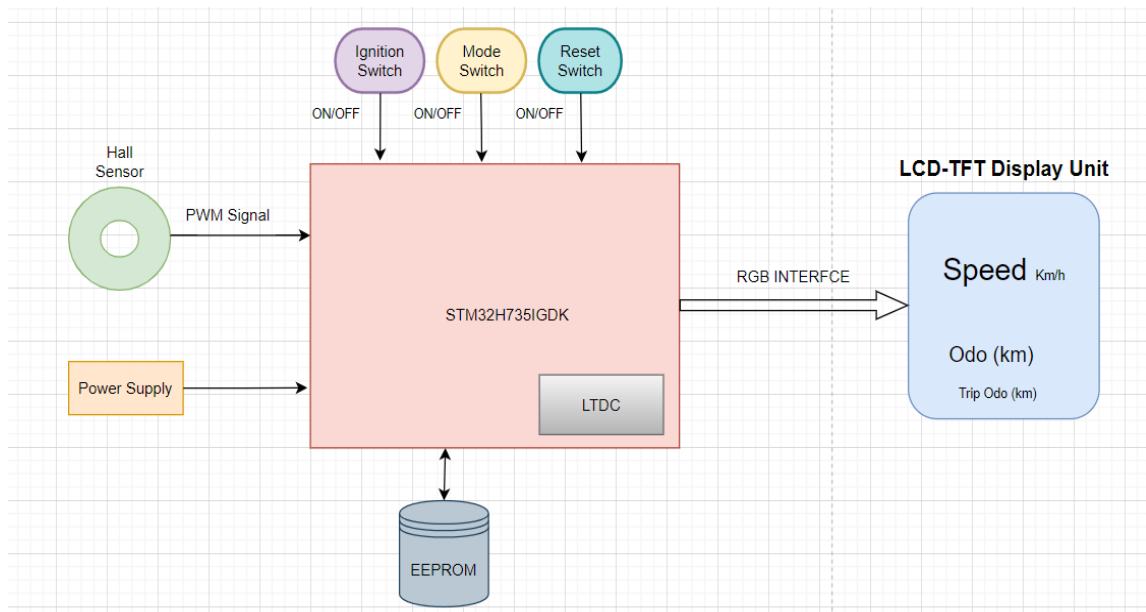 Ignition
Switch
Mode
Switch
Reset
Switch
ON/OFF
ON/OFF
ON/OFF
Hall
Sensor
PWM Signal
LCD-TFT Display Unit
Speed Km/h
RGB INTERFCE
STM32H735IGDK
Odo (km)
Trip Odo (km)
Power Supply
LTDC
EEPROM